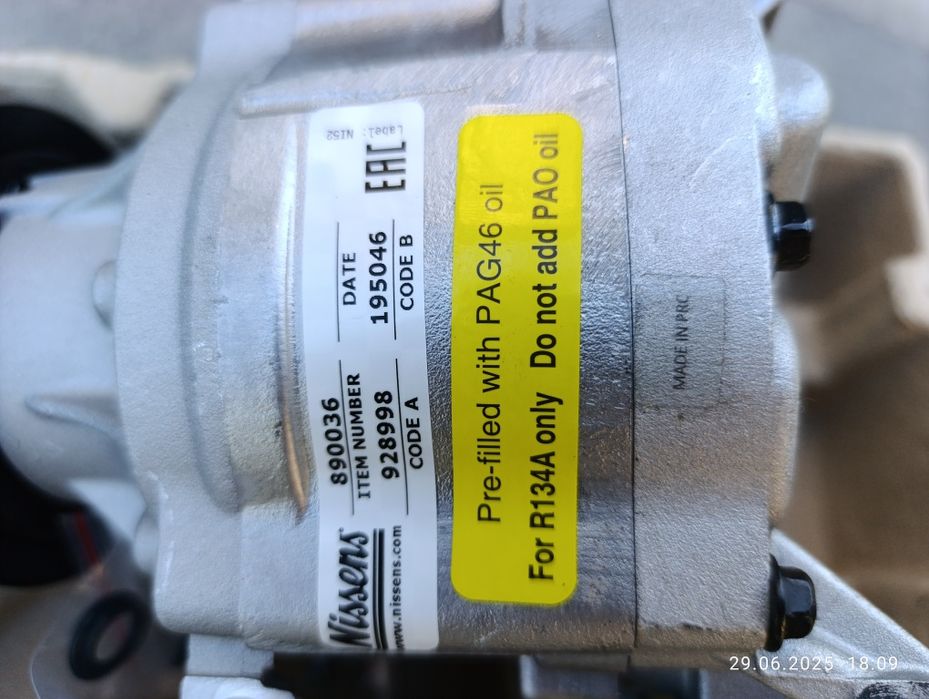 Nissens
www.nissens.com
890036
ITEM NUMBER
928998
CODE A
DATE
195046
CODE B
EAC
Label: NI52
Pre-filled with PAG46 oil
For R134A only Do not add PAO oil
MADE IN PRC
29.06.2025 18:09